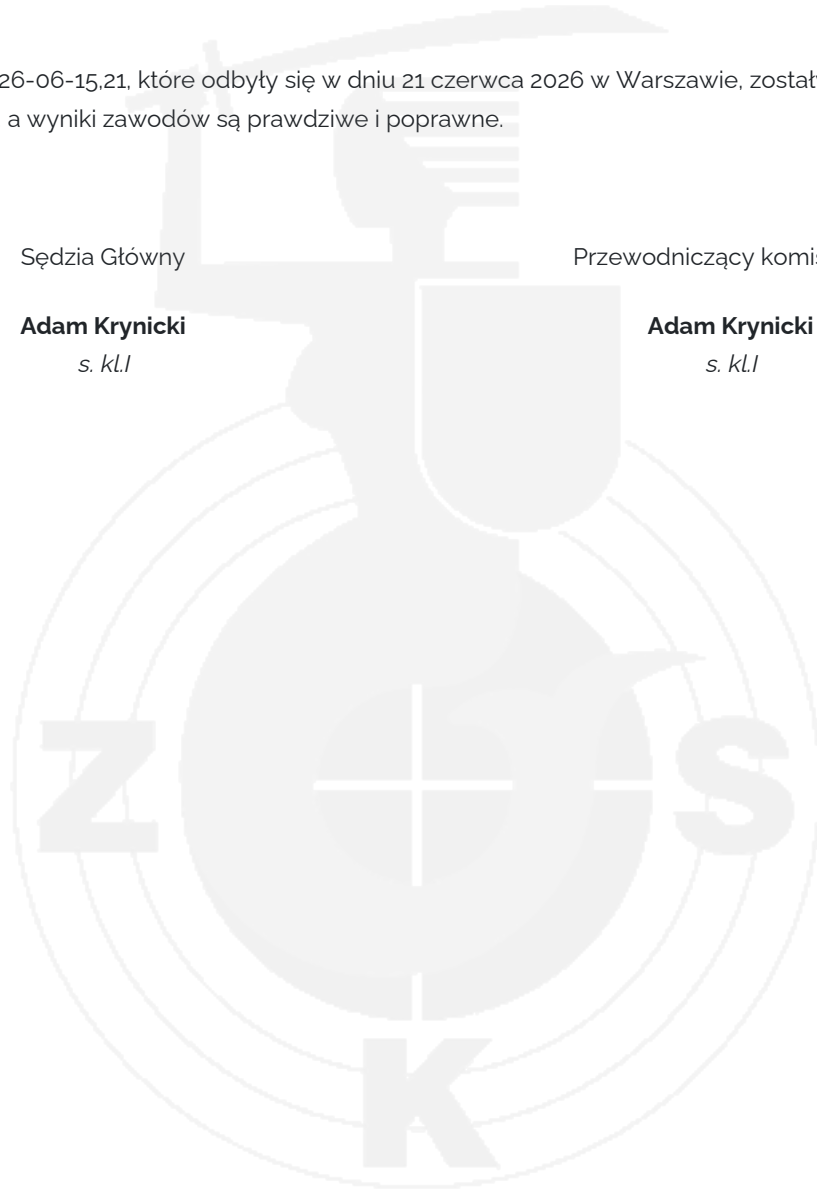 26-06-15,21, które odbyły się w dniu 21 czerwca 2026 w Warszawie, został
a wyniki zawodów są prawdziwe i poprawne.
Sędzia Główny
Przewodniczący komis
Adam Krynicki
Adam Krynicki
s. kl.I
s. kl.I
Z S
K